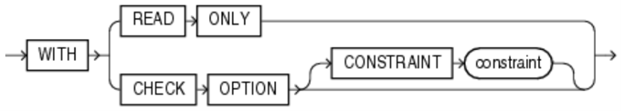 READ ONLY
WITH
CONSTRAINT constraint
CHECK OPTION